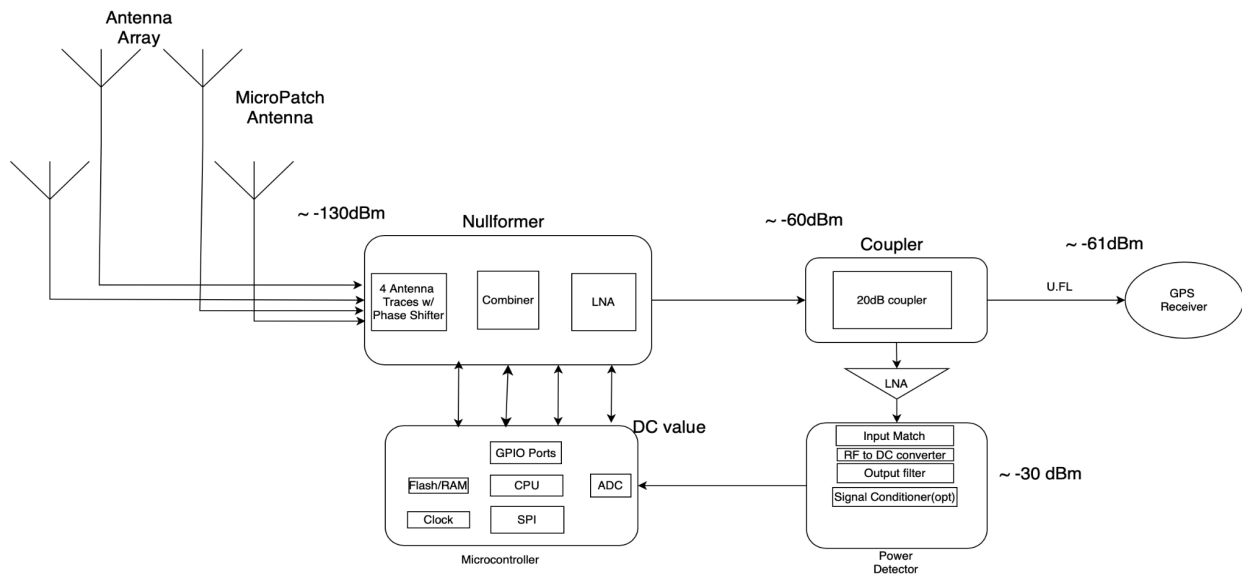 Antenna
Array
MicroPatch
Antenna
~ -130dBm
Nullformer
4 Antenna
Traces w/
Phase Shifter
Combiner
LNA
~ -60dBm
Coupler
20dB coupler
~ -61dBm
U.FL
GPS
Receiver
LNA
DC value
GPIO Ports
Flash/RAM
CPU
ADC
Clock
SPI
Microcontroller
Input Match
RF to DC converter
Output filter
Signal Conditioner(opt)
~ -30 dBm
Power
Detector